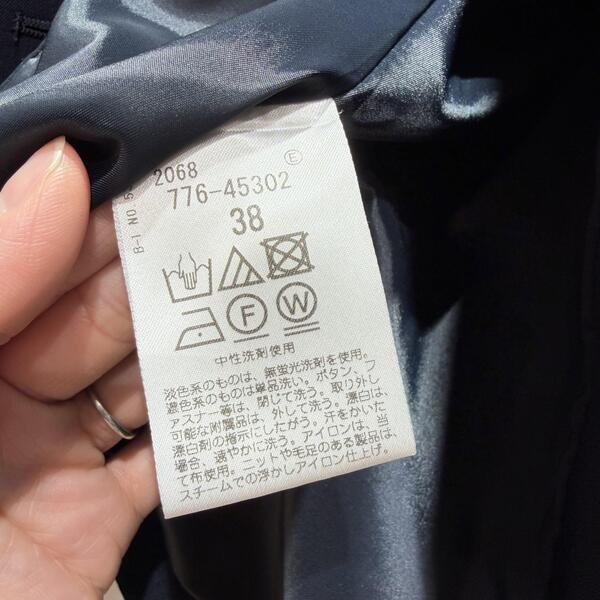 2068
Ⓔ
776-45302
38
F W
中性洗剤使用
淡色系のものは、無蛍光洗剤を使用。
濃色系のものは単品洗い。ボタン、フ
ァスナー等は、閉じて洗う。取り外し
可能な附属品は、外して洗う。漂白は、
漂白剤の指示にしたがう。汗をかいた
場合、速やかに洗う。アイロンは、当
て布使用。ニットや毛足のある製品は、
スチームでの浮かしアイロン仕上げ。
B-1 NO